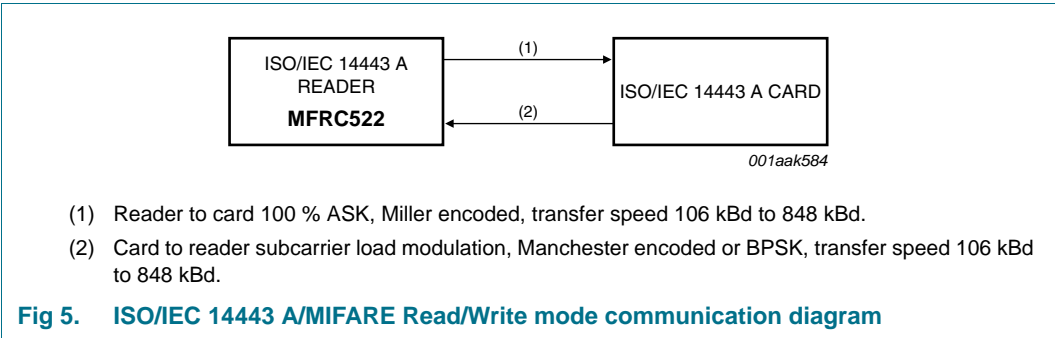 ISO/IEC 14443 A
READER
MFRC522
(1)
(2)
ISO/IEC 14443 A CARD
001aak584
(1) Reader to card 100 % ASK, Miller encoded, transfer speed 106 kBd to 848 kBd.
(2) Card to reader subcarrier load modulation, Manchester encoded or BPSK, transfer speed 106 kBd
to 848 kBd.
Fig 5. ISO/IEC 14443 A/MIFARE Read/Write mode communication diagram